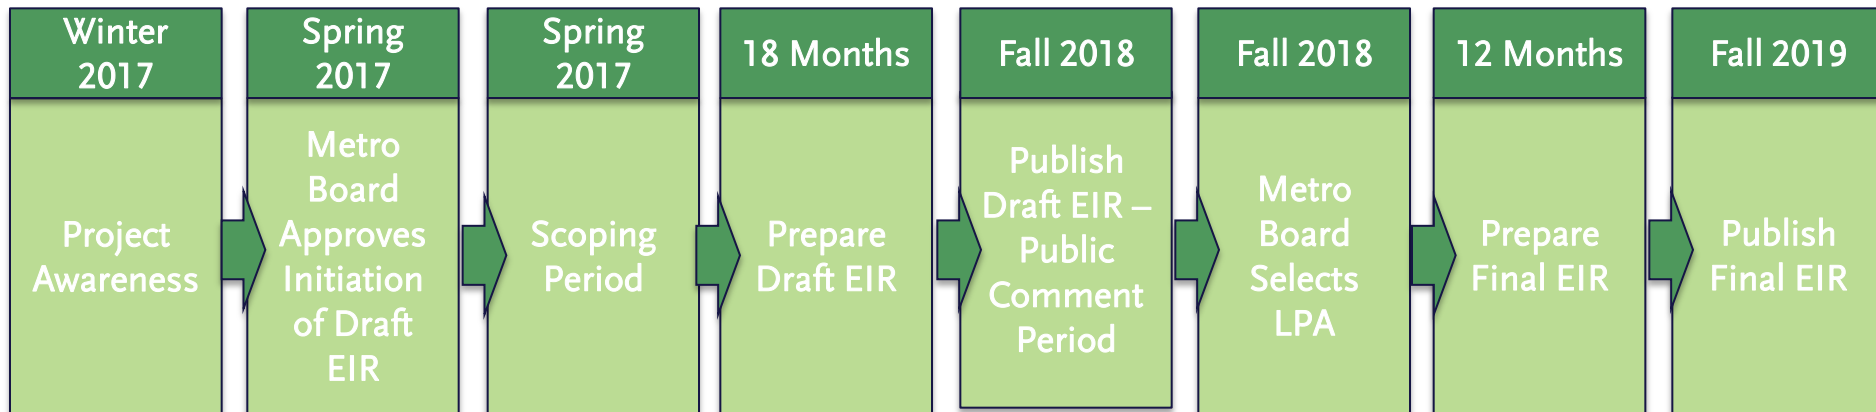 Winter
2017
Project
Awareness
Spring
2017
Metro
Board
Approves
Initiation
of Draft
EIR
Spring
2017
Scoping
Period
18 Months
Prepare
Draft EIR
Fall 2018
Publish
Draft EIR –
Public
Comment
Period
Fall 2018
Metro
Board
Selects
LPA
12 Months
Prepare
Final EIR
Fall 2019
Publish
Final EIR